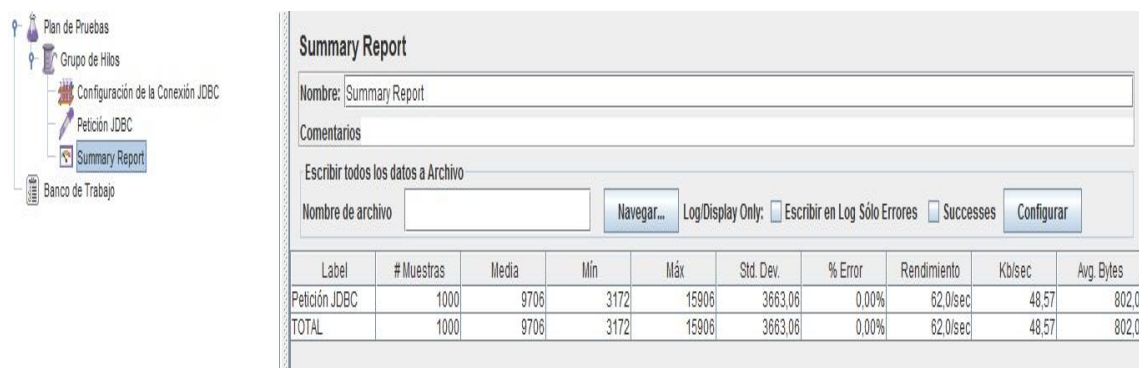 Plan de Pruebas
Grupo de Hilos
Configuración de la Conexión JDBC
Petición JDBC
Summary Report
Banco de Trabajo
Summary Report
Nombre: Summary Report
Comentarios
Escribir todos los datos a Archivo
Nombre de archivo Navegar... Log/Display Only: Escribir en Log Sólo Errores Successes Configurar
Label # Muestras Media Mín Máx Std. Dev. % Error Rendimiento Kb/sec Avg. Bytes
Petición JDBC 1000 9706 3172 15906 3663,06 0,00% 62,0/sec 48,57 802,0
TOTAL 1000 9706 3172 15906 3663,06 0,00% 62,0/sec 48,57 802,0